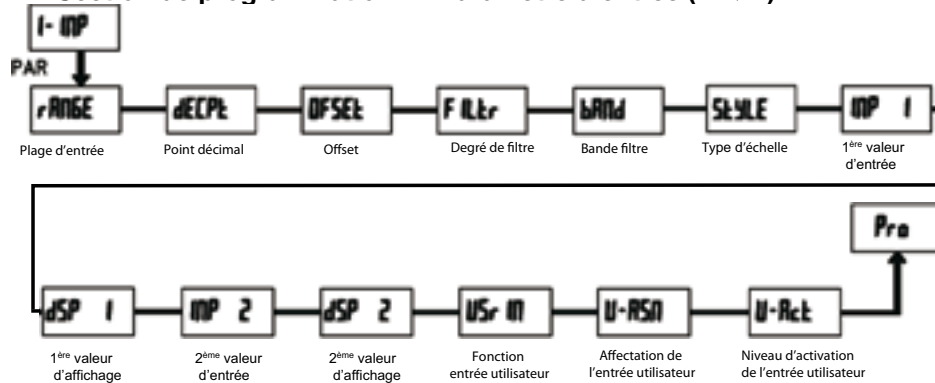 1- INP
PAR
rANGE dECPt OFSEt FILtr bANd StYLE INP 1
Plage d'entrée Point décimal Offset Degré de filtre Bande filtre Type d'échelle 1ère valeur
d'entrée
Pro
dSP 1 INP 2 dSP 2 USr IN U-ASN U-Act
1ère valeur 2ème valeur 2ème valeur Fonction Affectation de Niveau d'activation
d'affichage d'entrée d'affichage entrée utilisateur l'entrée utilisateur de l'entrée utilisateur